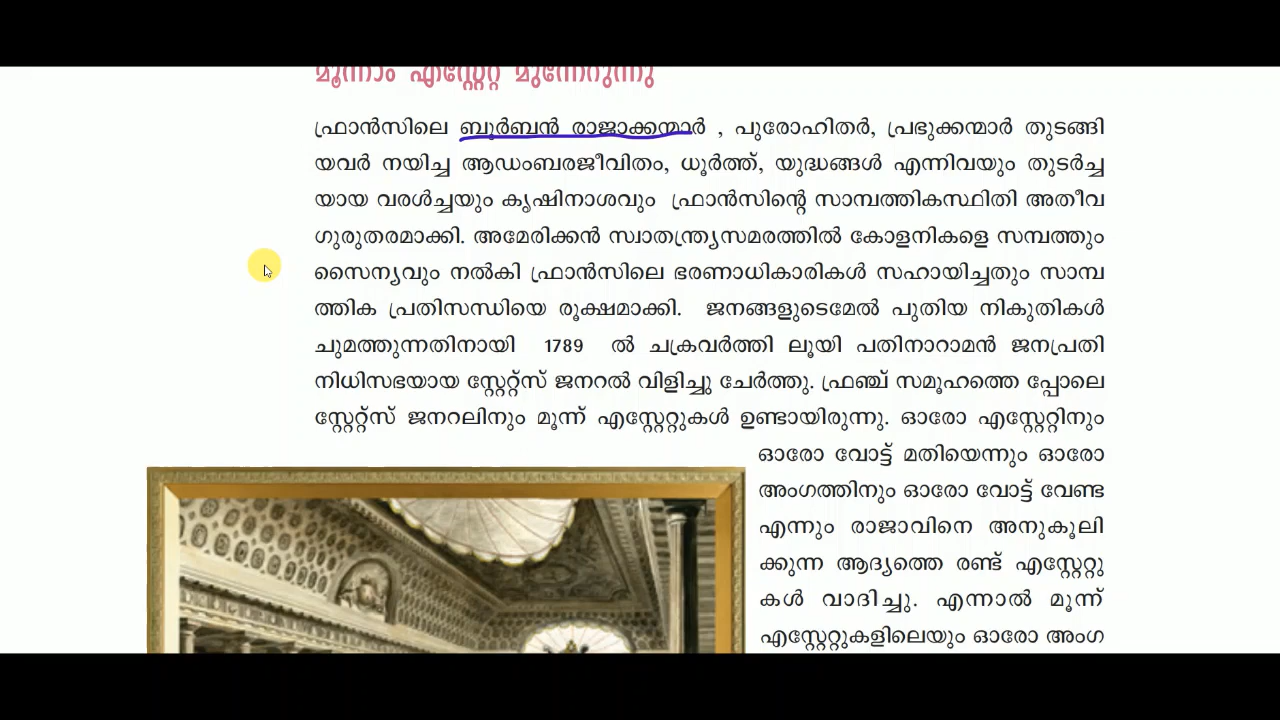 മൂന്നാം എസ്റ്റേറ്റ് മുന്നേറുന്നു
ഫ്രാൻസിലെ ബൂർബൻ രാജാക്കന്മാർ , പുരോഹിതർ, പ്രഭുക്കന്മാർ തുടങ്ങി
യവർ നയിച്ച ആഡംബരജീവിതം, ധൂർത്ത്, യുദ്ധങ്ങൾ എന്നിവയും തുടർച്ച
യായ വരൾച്ചയും കൃഷിനാശവും ഫ്രാൻസിന്റെ സാമ്പത്തികസ്ഥിതി അതീവ
ഗുരുതരമാക്കി. അമേരിക്കൻ സ്വാതന്ത്ര്യസമരത്തിൽ കോളനികളെ സമ്പത്തും
സൈന്യവും നൽകി ഫ്രാൻസിലെ ഭരണാധികാരികൾ സഹായിച്ചതും സാമ്പ
ത്തിക പ്രതിസന്ധിയെ രൂക്ഷമാക്കി. ജനങ്ങളുടെമേൽ പുതിയ നികുതികൾ
ചുമത്തുന്നതിനായി 1789 ൽ ചക്രവർത്തി ലൂയി പതിനാറാമൻ ജനപ്രതി
നിധിസഭയായ സ്റ്റേറ്റ്സ് ജനറൽ വിളിച്ചു ചേർത്തു. ഫ്രഞ്ച് സമൂഹത്തെ പ്പോലെ
സ്റ്റേറ്റ്സ് ജനറലിനും മൂന്ന് എസ്റ്റേറ്റുകൾ ഉണ്ടായിരുന്നു. ഓരോ എസ്റ്റേറ്റിനും
ഓരോ വോട്ട് മതിയെന്നും ഓരോ
അംഗത്തിനും ഓരോ വോട്ട് വേണ്ട
എന്നും രാജാവിനെ അനുകൂലി
ക്കുന്ന ആദ്യത്തെ രണ്ട് എസ്റ്റേറ്റു
കൾ വാദിച്ചു. എന്നാൽ മൂന്ന്
എസ്റ്റേറ്റുകളിലെയും ഓരോ അംഗ